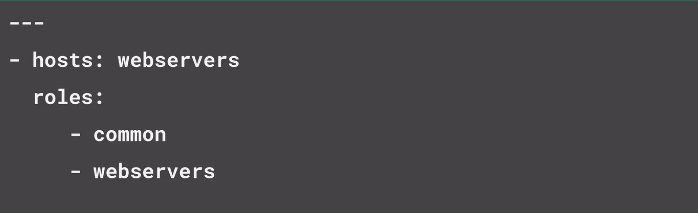 ---
- hosts: webservers
  roles:
     - common
     - webservers